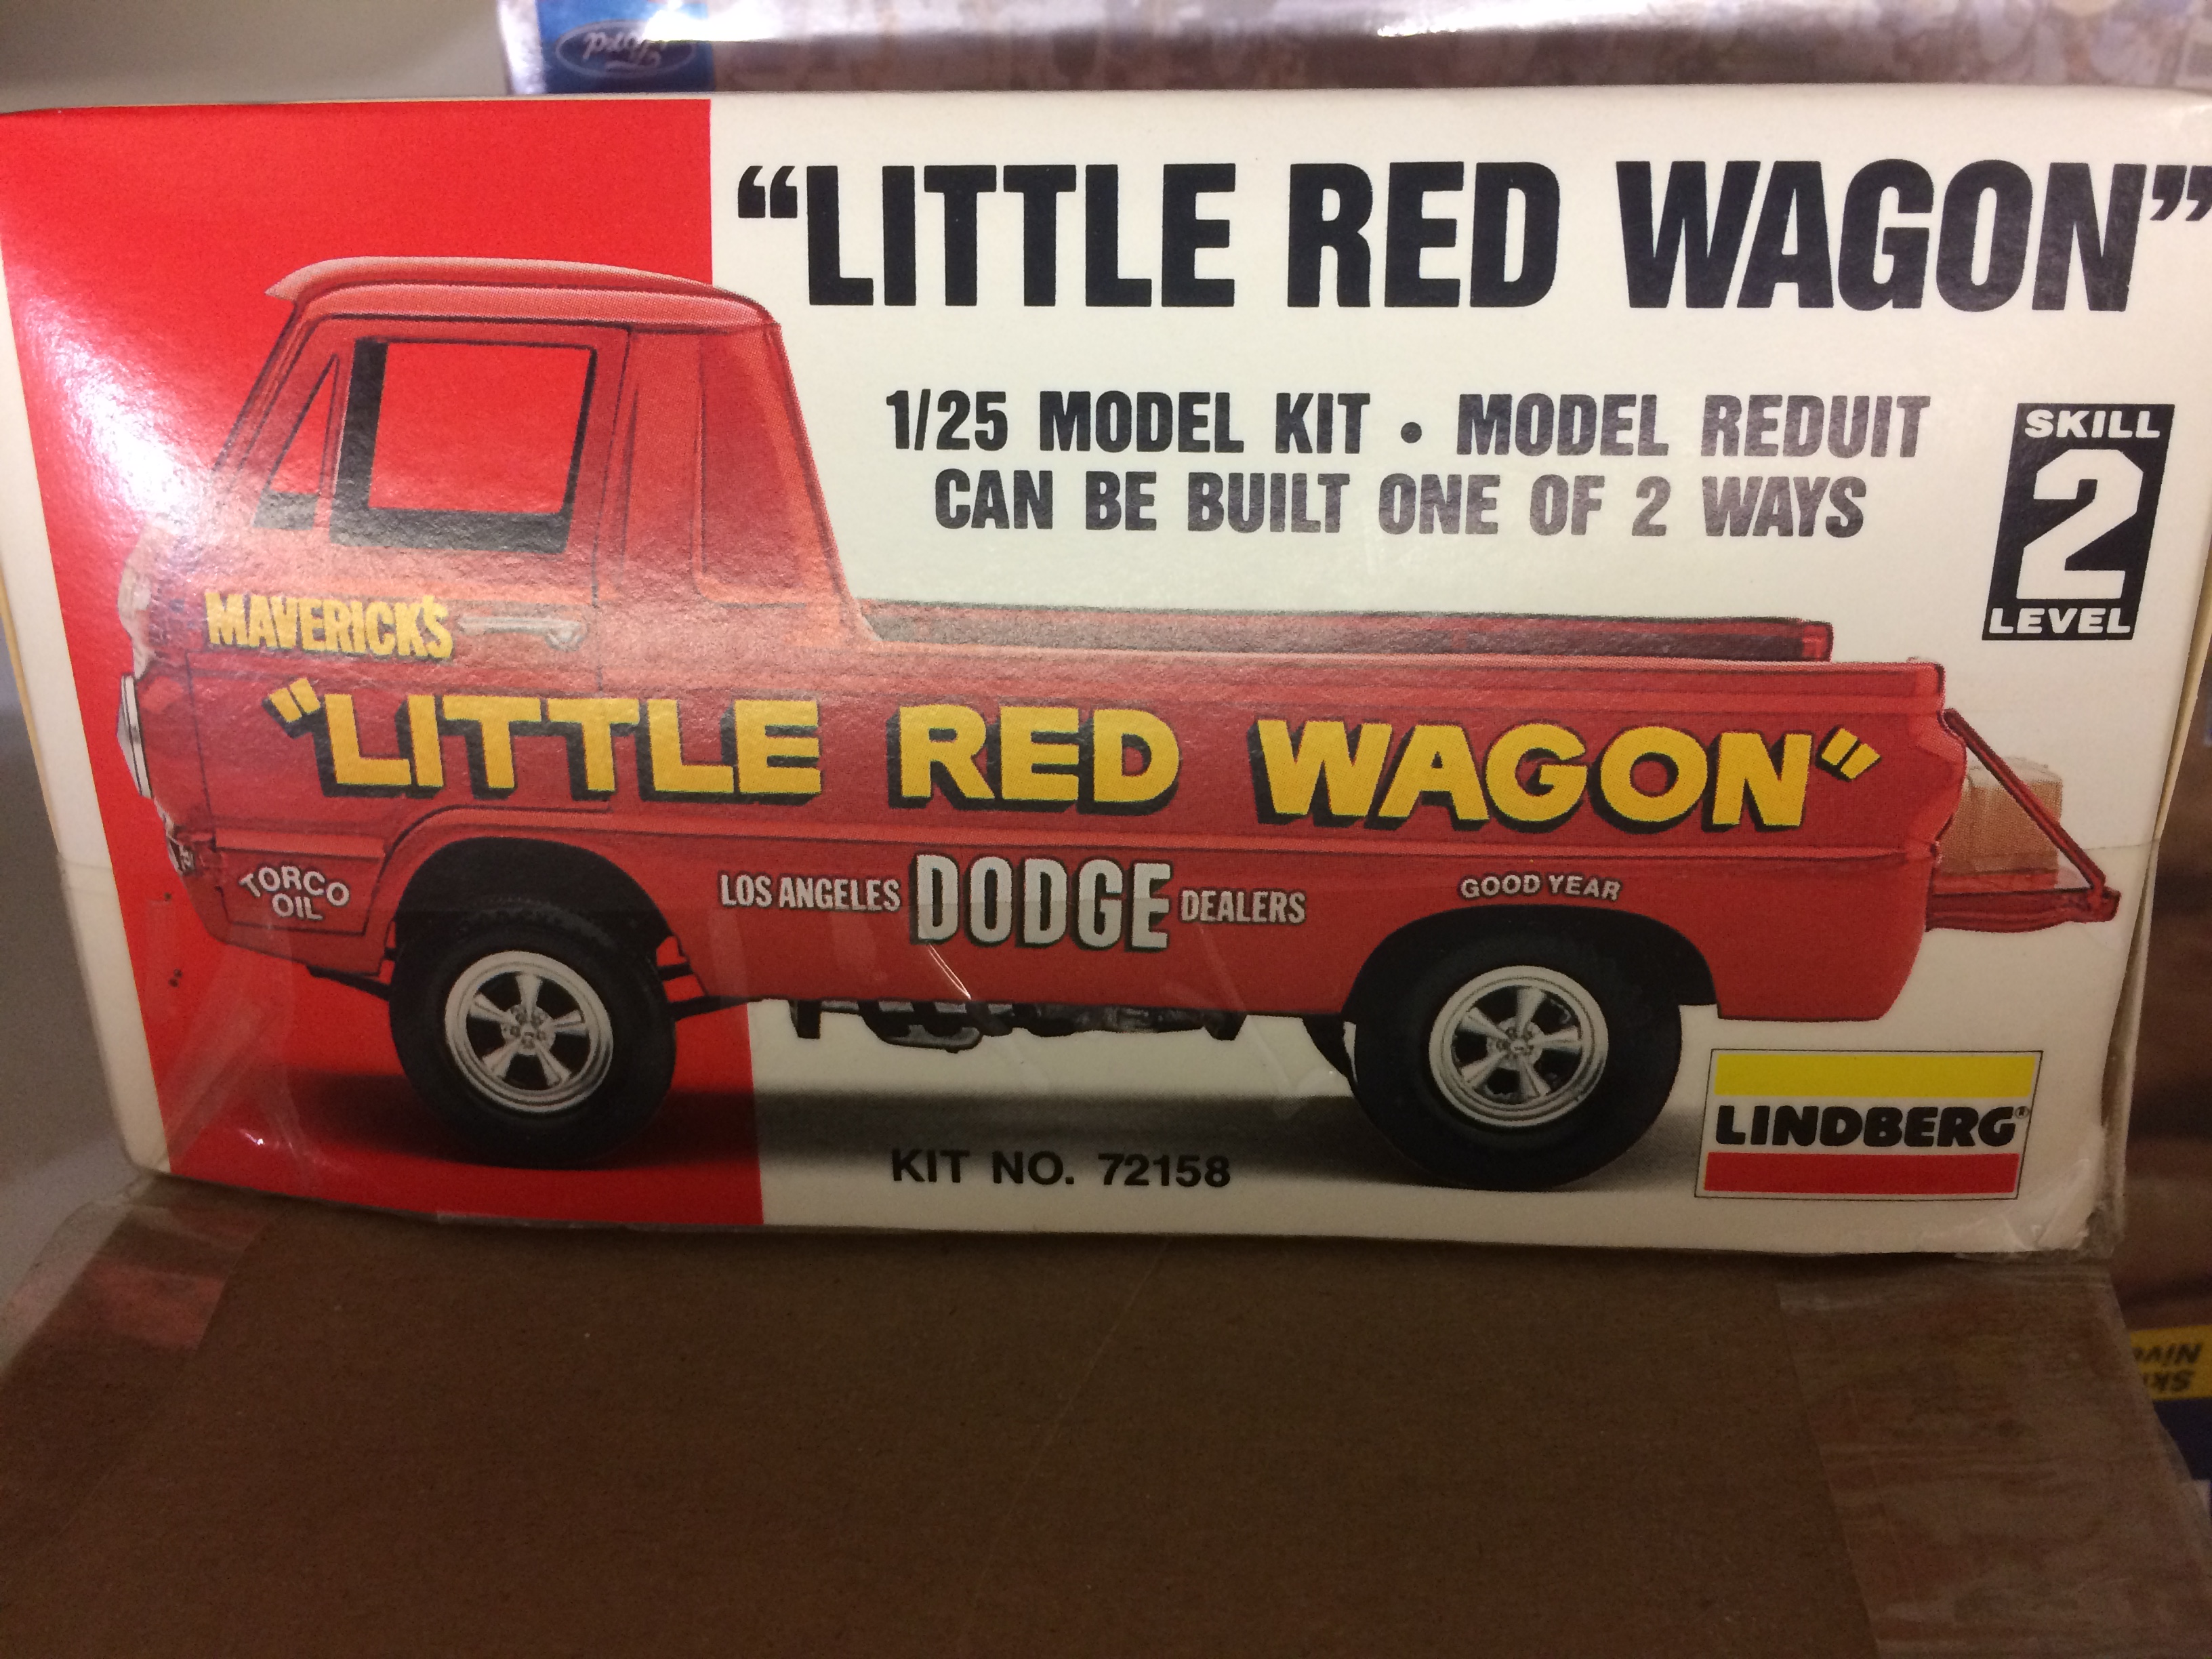 Ford
"LITTLE RED WAGON"
1/25 MODEL KIT • MODEL REDUIT
CAN BE BUILT ONE OF 2 WAYS
SKILL
2
LEVEL
MAVERICK'S
"LITTLE RED WAGON"
TORCO
OIL
LOS ANGELES DODGE DEALERS
GOOD YEAR
KIT NO. 72158
LINDBERG®